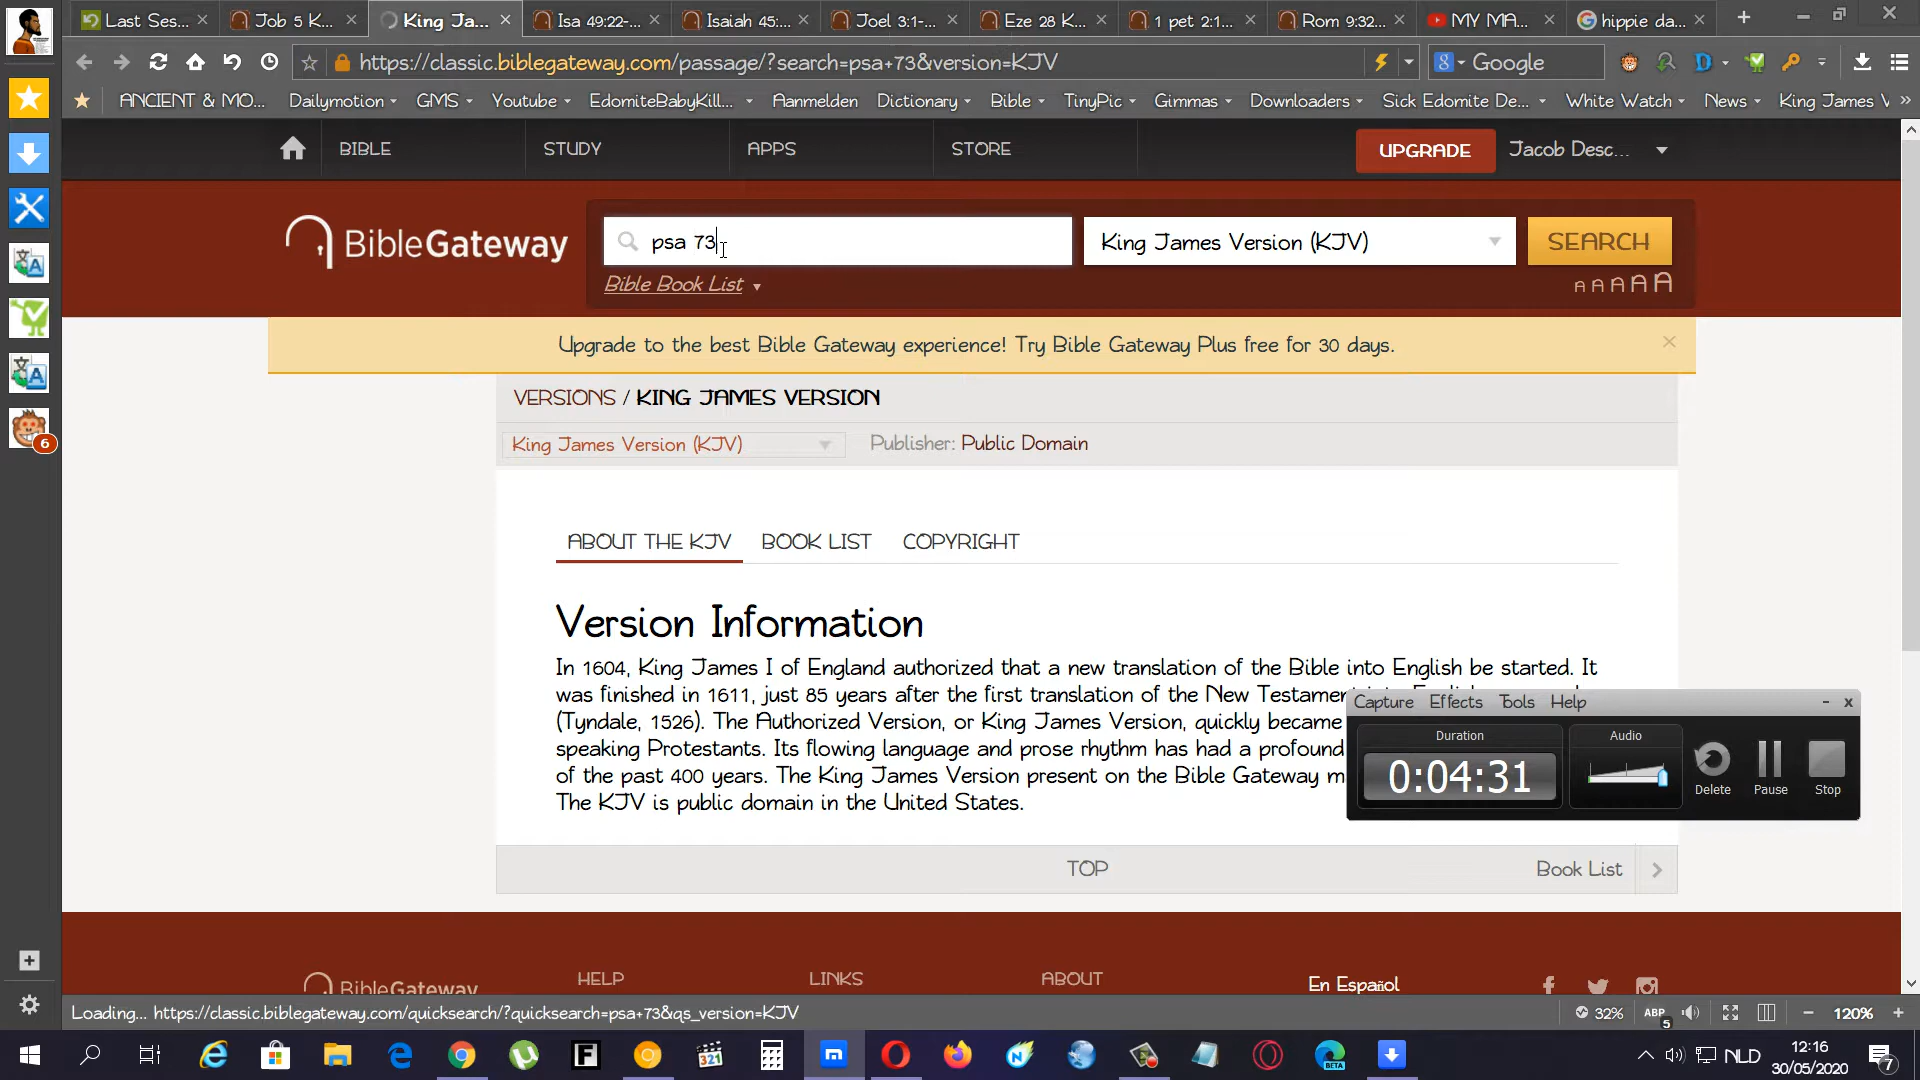 Last Ses...
Job 5 K...
King Ja...
Isa 49:22-...
Isaiah 45:...
Joel 3:1-...
Eze 28 K...
1 pet 2:1...
Rom 9:32...
MY MA...
hippie da...
https://classic.biblegateway.com/passage/?search=psa+73&version=KJV
Google
ANCIENT & MO...
Dailymotion
GMS
Youtube
EdomiteBabyKill...
Aanmelden
Dictionary
Bible
TinyPic
Gimmas
Downloaders
Sick Edomite De...
White Watch
News
King James V
BIBLE
STUDY
APPS
STORE
UPGRADE
Jacob Desc...
BibleGateway
psa 73
King James Version (KJV)
SEARCH
Bible Book List
A A A A A
Upgrade to the best Bible Gateway experience! Try Bible Gateway Plus free for 30 days.
VERSIONS / KING JAMES VERSION
King James Version (KJV)
Publisher: Public Domain
6
ABOUT THE KJV
BOOK LIST
COPYRIGHT
Version Information
In 1604, King James I of England authorized that a new translation of the Bible into English be started. It
was finished in 1611, just 85 years after the first translation of the New Testament
(Tyndale, 1526). The Authorized Version, or King James Version, quickly became
speaking Protestants. Its flowing language and prose rhythm has had a profound
of the past 400 years. The King James Version present on the Bible Gateway m
The KJV is public domain in the United States.
Capture Effects Tools Help
Duration
Audio
0:04:31
Delete
Pause
Stop
TOP
Book List
BibleGateway
HELP
LINKS
ABOUT
En Español
Loading... https://classic.biblegateway.com/quicksearch/?quicksearch=psa+73&qs_version=KJV
32%
ABP
5
120%
321
BETA
NLD
12:16
30/05/2020
7